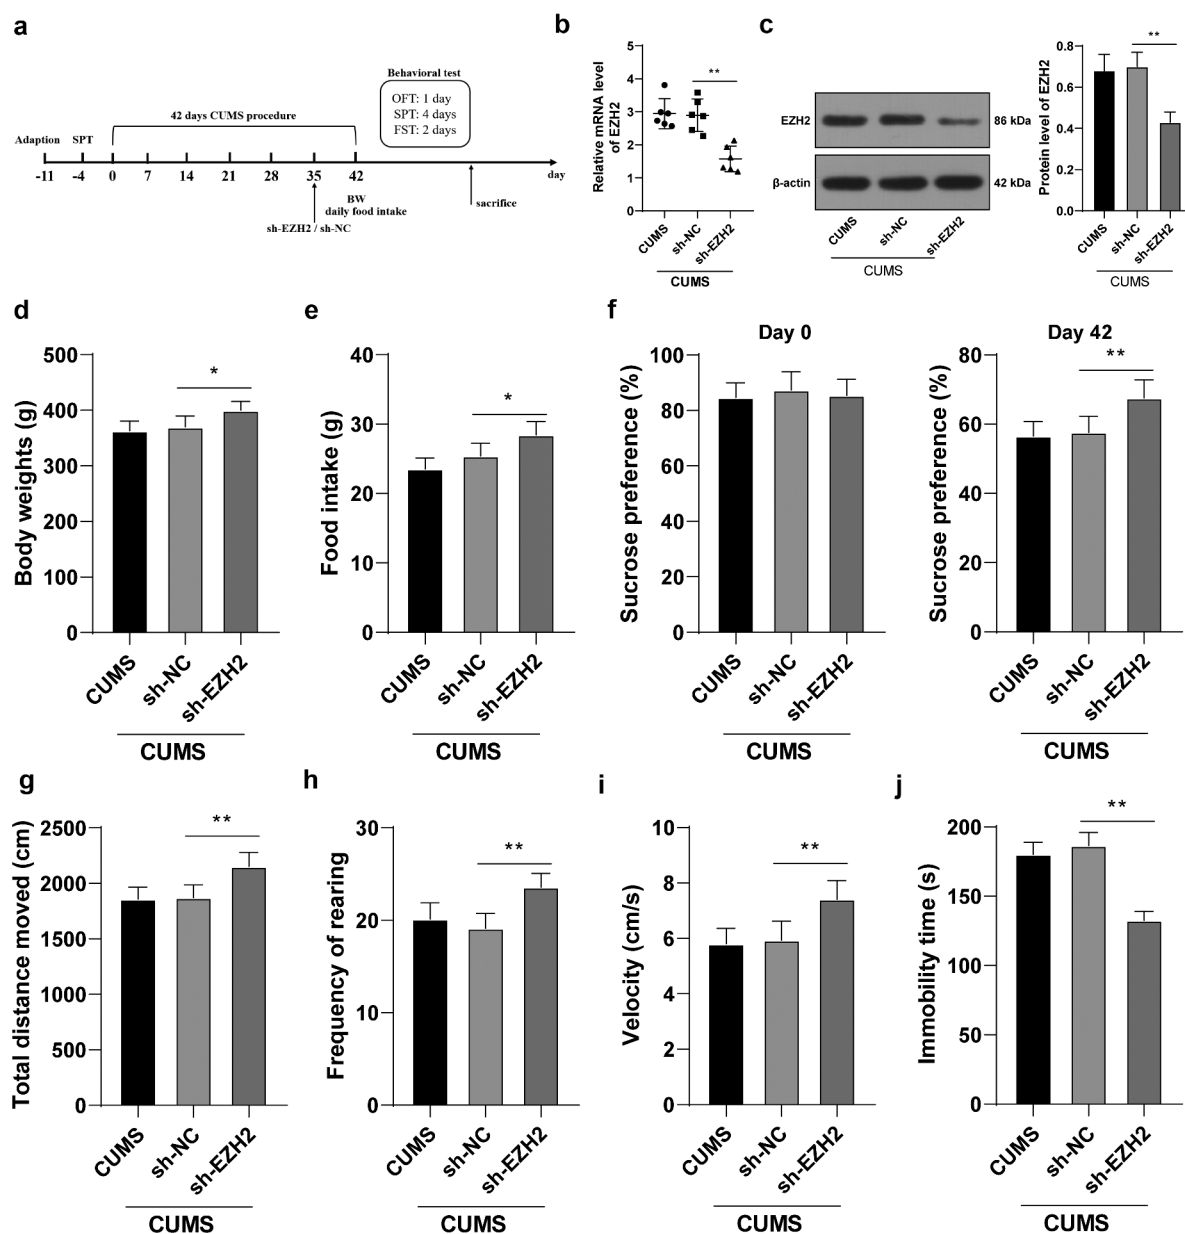 a
Behavioral test
OFT: 1 day
SPT: 4 days
FST: 2 days
42 days CUMS procedure
Adaption SPT
-11 -4 0 7 14 21 28 35 42 day
BW
daily food intake
sh-EZH2 / sh-NC
sacrifice
b
Relative mRNA level
of EZH2
5
4
3
2
1
0
**
CUMS
sh-NC
sh-EZH2
CUMS
c
EZH2
86 kDa
β-actin
42 kDa
CUMS
sh-NC
sh-EZH2
CUMS
Protein level of EZH2
0.8
0.6
0.4
0.2
0.0
**
CUMS
sh-NC
sh-EZH2
CUMS
d
Body weights (g)
500
400
300
200
100
0
*
CUMS
sh-NC
sh-EZH2
CUMS
e
Food intake (g)
40
30
20
10
0
*
CUMS
sh-NC
sh-EZH2
CUMS
f
Day 0
Sucrose preference (%)
100
80
60
40
20
0
CUMS
sh-NC
sh-EZH2
CUMS
Day 42
Sucrose preference (%)
80
60
40
20
0
**
CUMS
sh-NC
sh-EZH2
CUMS
g
Total distance moved (cm)
2500
2000
1500
1000
500
0
**
CUMS
sh-NC
sh-EZH2
CUMS
h
Frequency of rearing
30
20
10
0
**
CUMS
sh-NC
sh-EZH2
CUMS
i
Velocity (cm/s)
10
8
6
4
2
0
**
CUMS
sh-NC
sh-EZH2
CUMS
j
Immobility time (s)
200
150
100
50
0
**
CUMS
sh-NC
sh-EZH2
CUMS